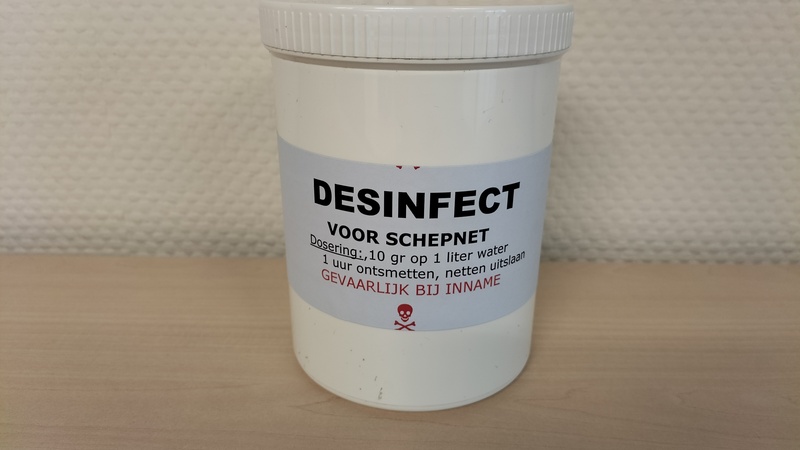 DESINFECT
VOOR SCHEPNET
Dosering:,10 gr op 1 liter water
1 uur ontsmetten, netten uitslaan
GEVAARLIJK BIJ INNAME